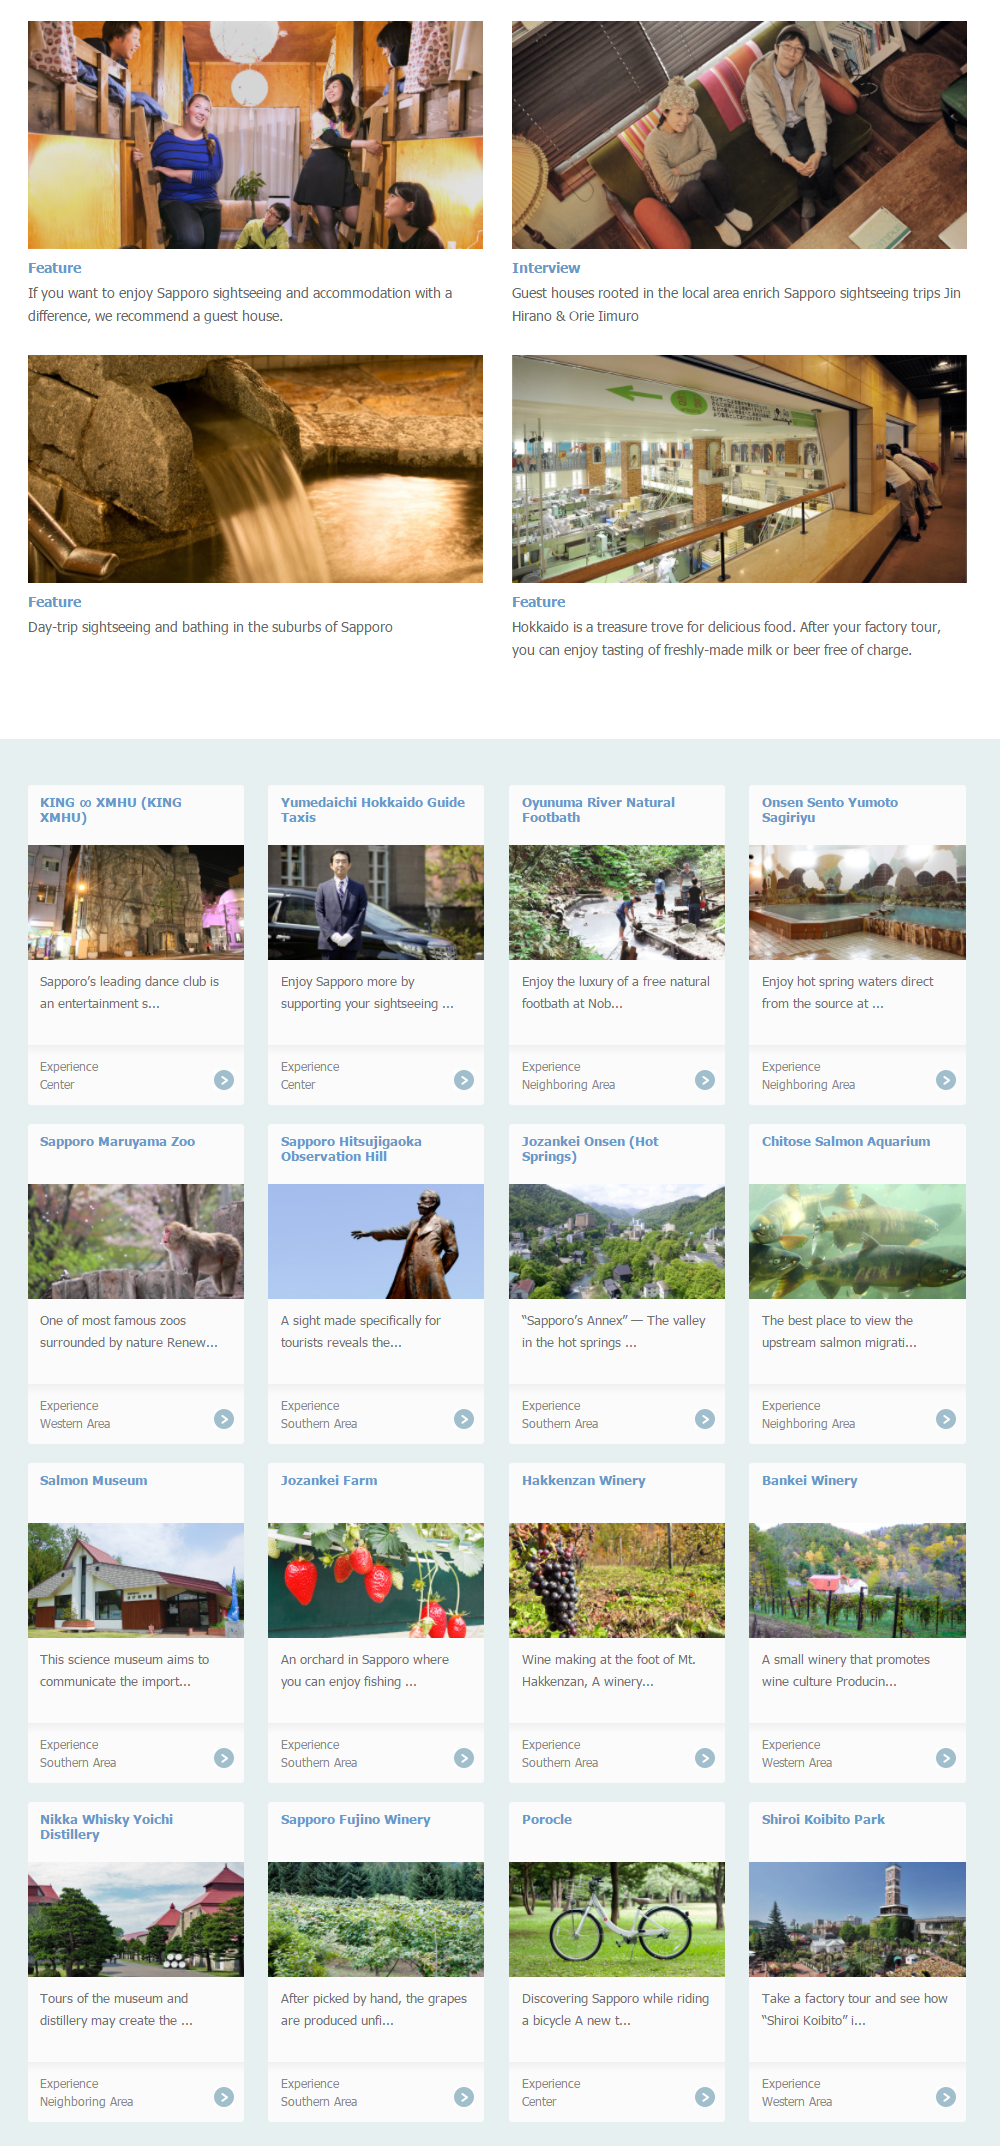 Feature
If you want to enjoy Sapporo sightseeing and accommodation with a
difference, we recommend a guest house.
Interview
Guest houses rooted in the local area enrich Sapporo sightseeing trips Jin
Hirano & Orie Iimuro
Feature
Day-trip sightseeing and bathing in the suburbs of Sapporo
Feature
Hokkaido is a treasure trove for delicious food. After your factory tour,
you can enjoy tasting of freshly-made milk or beer free of charge.
KING ∞ XMHU (KING
XMHU)
Sapporo’s leading dance club is
an entertainment s...
Experience
Center
Yumedaichi Hokkaido Guide
Taxis
Enjoy Sapporo more by
supporting your sightseeing ...
Experience
Center
Oyunuma River Natural
Footbath
Enjoy the luxury of a free natural
footbath at Nob...
Experience
Neighboring Area
Onsen Sento Yumoto
Sagiriyu
Enjoy hot spring waters direct
from the source at ...
Experience
Neighboring Area
Sapporo Maruyama Zoo
One of most famous zoos
surrounded by nature Renew...
Experience
Western Area
Sapporo Hitsujigaoka
Observation Hill
A sight made specifically for
tourists reveals the...
Experience
Southern Area
Jozankei Onsen (Hot
Springs)
“Sapporo’s Annex” — The valley
in the hot springs ...
Experience
Southern Area
Chitose Salmon Aquarium
The best place to view the
upstream salmon migrati...
Experience
Neighboring Area
Salmon Museum
This science museum aims to
communicate the import...
Experience
Southern Area
Jozankei Farm
An orchard in Sapporo where
you can enjoy fishing ...
Experience
Southern Area
Hakkenzan Winery
Wine making at the foot of Mt.
Hakkenzan, A winery...
Experience
Southern Area
Bankei Winery
A small winery that promotes
wine culture Producin...
Experience
Western Area
Nikka Whisky Yoichi
Distillery
Tours of the museum and
distillery may create the ...
Experience
Neighboring Area
Sapporo Fujino Winery
After picked by hand, the grapes
are produced unfi...
Experience
Southern Area
Porocle
Discovering Sapporo while riding
a bicycle A new t...
Experience
Center
Shiroi Koibito Park
Take a factory tour and see how
“Shiroi Koibito” i...
Experience
Western Area